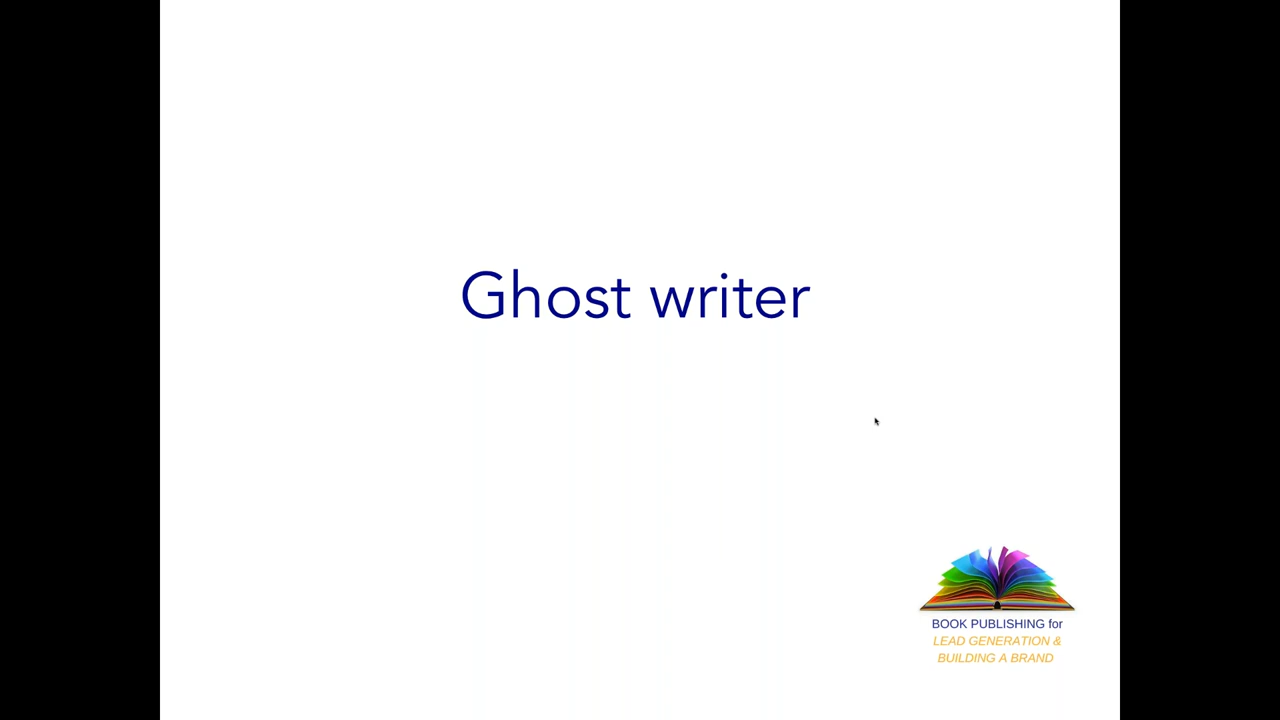 Ghost writer
BOOK PUBLISHING for
LEAD GENERATION &
BUILDING A BRAND